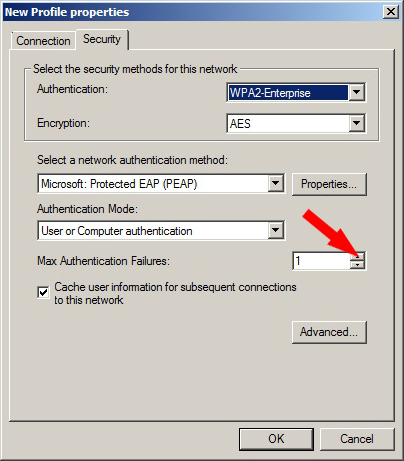 New Profile properties
Connection
Security
Select the security methods for this network
Authentication:
WPA2-Enterprise
Encryption:
AES
Select a network authentication method:
Microsoft: Protected EAP (PEAP)
Properties...
Authentication Mode:
User or Computer authentication
Max Authentication Failures:
1
Cache user information for subsequent connections
to this network
Advanced...
OK
Cancel